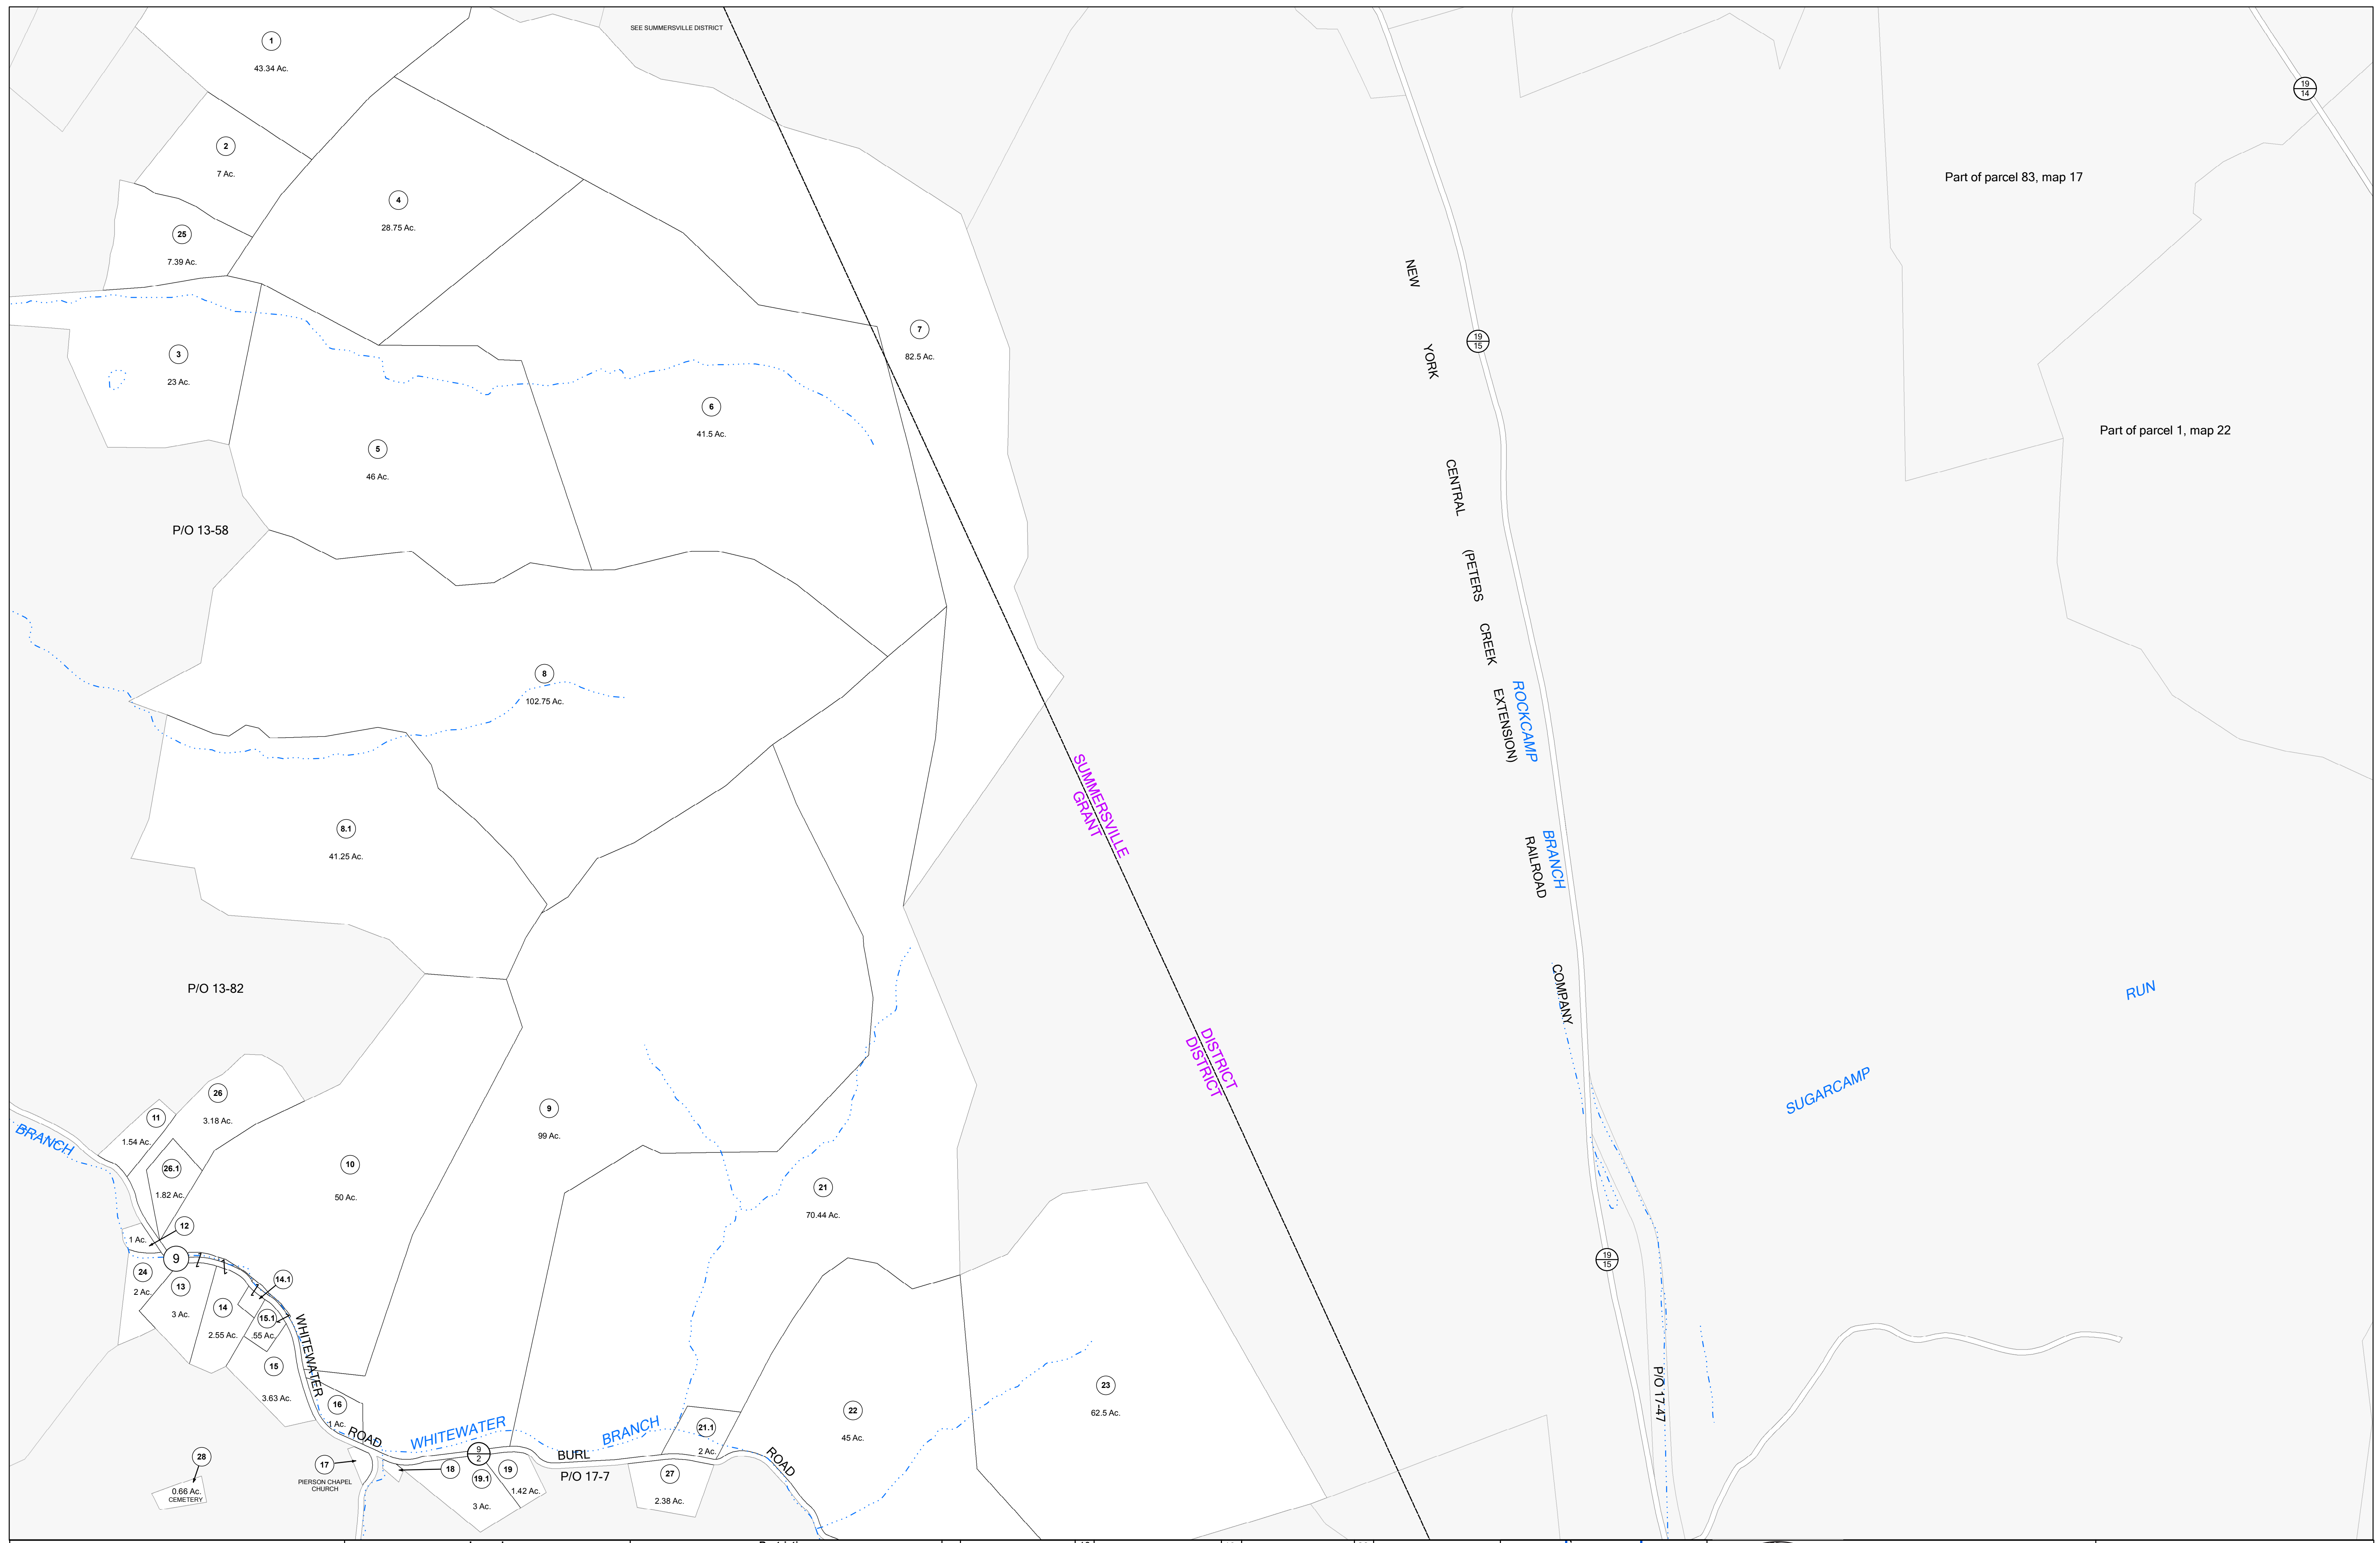 SEE SUMMERSVILLE DISTRICT
1
43.34 Ac.
2
7 Ac.
25
7.39 Ac.
4
28.75 Ac.
3
23 Ac.
5
46 Ac.
6
41.5 Ac.
7
82.5 Ac.
19
14
Part of parcel 83, map 17
Part of parcel 1, map 22
19
15
NEW YORK CENTRAL (PETERS CREEK EXTENSION) RAILROAD COMPANY
ROCKCAMP BRANCH
P/O 13-58
8
102.75 Ac.
8.1
41.25 Ac.
SUMMERSVILLE DISTRICT
GRANT DISTRICT
P/O 13-82
SUGARCAMP RUN
BRANCH
11
1.54 Ac.
26
3.18 Ac.
26.1
1.82 Ac.
12
1 Ac.
9
24
2 Ac.
13
3 Ac.
14
2.55 Ac.
14.1
15.1
.55 Ac.
15
3.63 Ac.
16
1 Ac.
10
50 Ac.
9
99 Ac.
21
70.44 Ac.
WHITEWATER ROAD
WHITEWATER BRANCH
9
2
BURL ROAD
P/O 17-7
21.1
2 Ac.
22
45 Ac.
23
62.5 Ac.
19
15
P/O 17-47
28
0.66 Ac.
CEMETERY
17
PIERSON CHAPEL
CHURCH
18
19.1
3 Ac.
19
1.42 Ac.
27
2.38 Ac.